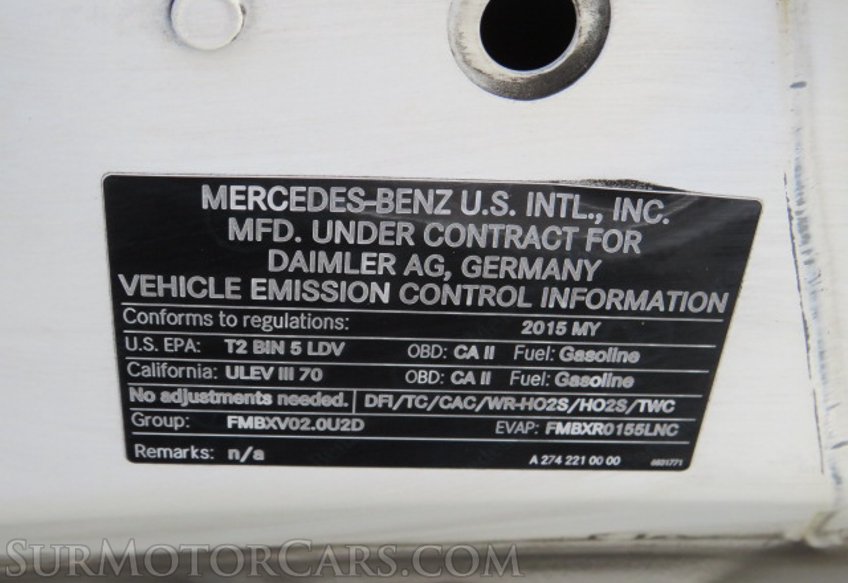 MERCEDES-BENZ U.S. INTL., INC.
MFD. UNDER CONTRACT FOR
DAIMLER AG, GERMANY
VEHICLE EMISSION CONTROL INFORMATION
Conforms to regulations: 2015 MY
U.S. EPA: T2 BIN 5 LDV OBD: CA II Fuel: Gasoline
California: ULEV III 70 OBD: CA II Fuel: Gasoline
No adjustments needed. DFI/TC/CAC/WR-HO2S/HO2S/TWC
Group: FMBXV02.0U2D EVAP: FMBXR0155LNC
Remarks: n/a A 274 221 00 00
SURMOTORCARS.COM